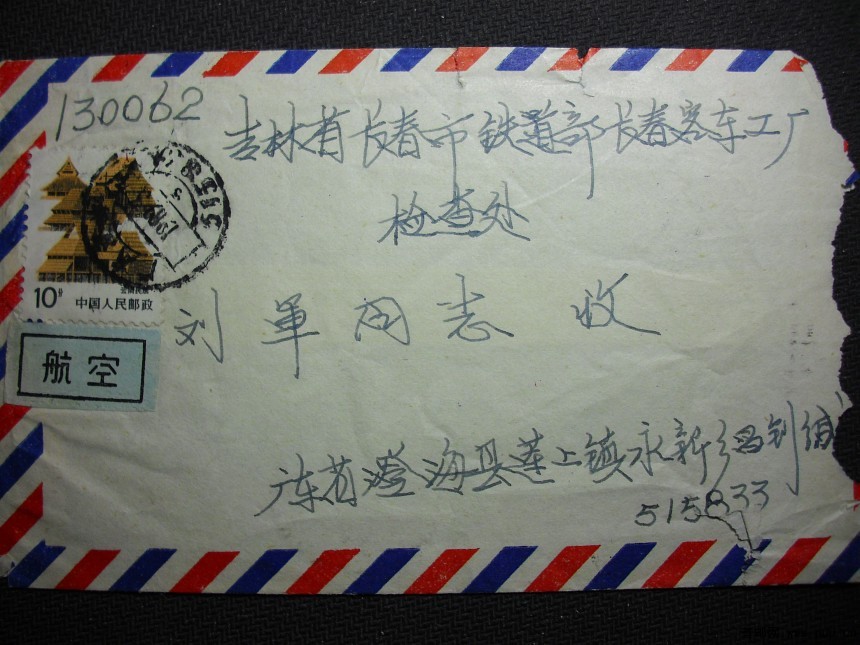 130062
吉林省长春市铁道部长春客车工厂
检查处
10分
中国人民邮政
刘军同志 收
航空
广东省澄海县莲上镇永新乡
515833